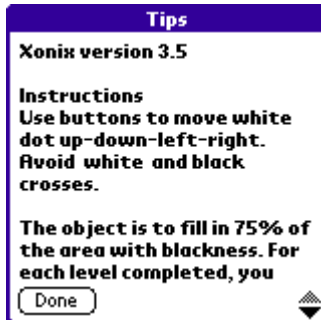 Tips
Xonix version 3.5
Instructions
Use buttons to move white
dot up-down-left-right.
Avoid white and black
crosses.
The object is to fill in 75% of
the area with blackness. For
each level completed, you
Done